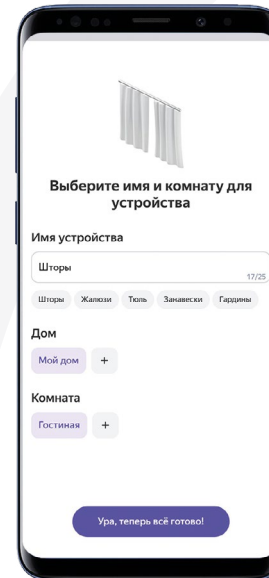 Выберите имя и комнату для
устройства
Имя устройства
Шторы
17/25
Шторы Жалюзи Тюль Занавески Гардины
Дом
Мой дом +
Комната
Гостиная +
Ура, теперь всё готово!